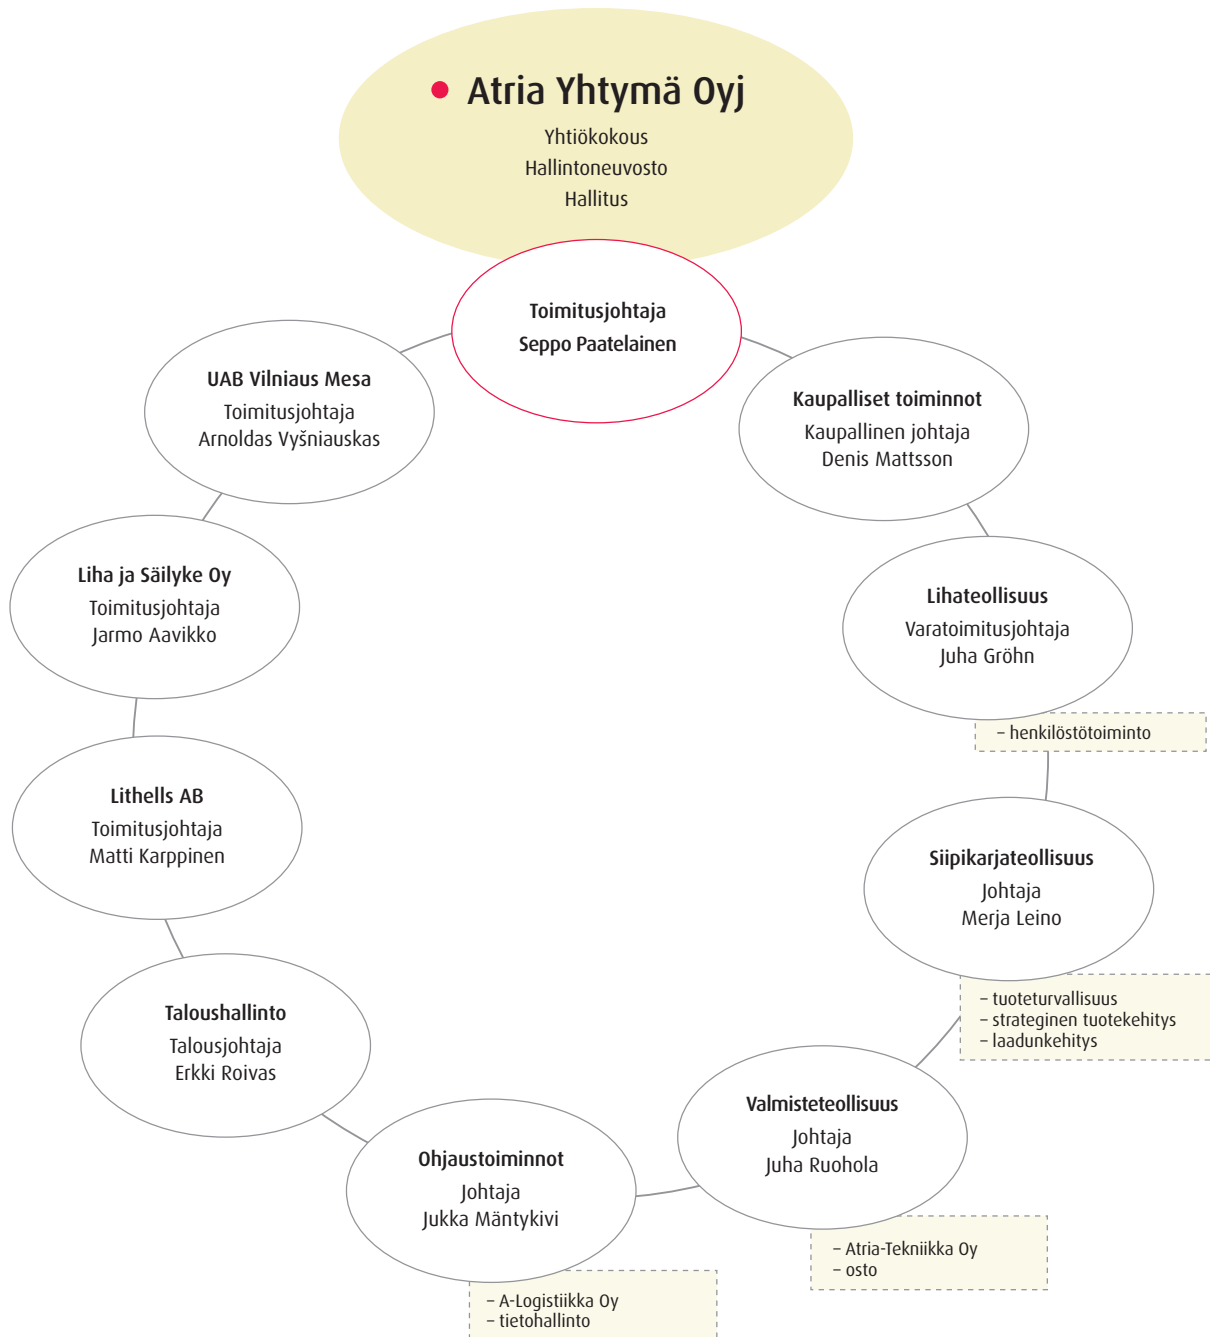 Atria Yhtymä Oyj
Yhtiökokous
Hallintoneuvosto
Hallitus
Toimitusjohtaja
Seppo Paatelainen
Kaupalliset toiminnot
Kaupallinen johtaja
Denis Mattsson
Lihateollisuus
Varatoimitusjohtaja
Juha Gröhn
– henkilöstötoiminto
Siipikarjateollisuus
Johtaja
Merja Leino
– tuoteturvallisuus
– strateginen tuotekehitys
– laadunkehitys
Valmisteteollisuus
Johtaja
Juha Ruohola
– Atria-Tekniikka Oy
– osto
Ohjaustoiminnot
Johtaja
Jukka Mäntykivi
– A-Logistiikka Oy
– tietohallinto
Taloushallinto
Talousjohtaja
Erkki Roivas
Lithells AB
Toimitusjohtaja
Matti Karppinen
Liha ja Säilyke Oy
Toimitusjohtaja
Jarmo Aavikko
UAB Vilniaus Mesa
Toimitusjohtaja
Arnoldas Vyšniauskas